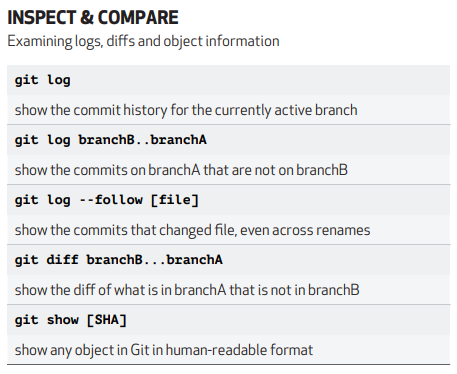 INSPECT & COMPARE
Examining logs, diffs and object information
git log
show the commit history for the currently active branch
git log branchB..branchA
show the commits on branchA that are not on branchB
git log --follow [file]
show the commits that changed file, even across renames
git diff branchB...branchA
show the diff of what is in branchA that is not in branchB
git show [SHA]
show any object in Git in human-readable format